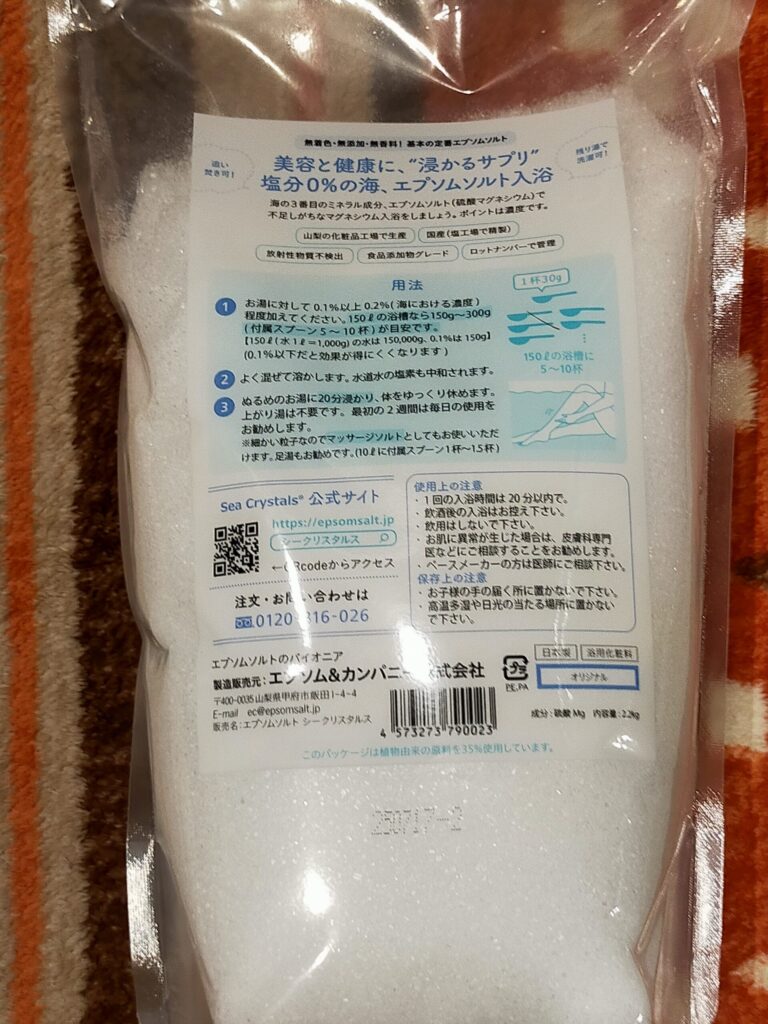 無着色・無添加・無香料！基本の定番エプソムソルト
追い
焚き可！
残り湯で
洗濯可！
美容と健康に、“浸かるサプリ”
塩分0％の海、エプソムソルト入浴
海の3番目のミネラル成分、エプソムソルト（硫酸マグネシウム）で
不足しがちなマグネシウム入浴をしましょう。ポイントは濃度です。
山梨の化粧品工場で生産 国産（塩工場で精製）
放射性物質不検出 食品添加物グレード ロットナンバーで管理
用法
1 お湯に対して0.1％以上0.2％(海における濃度)
程度加えてください。150ℓの浴槽なら150g～300g
(付属スプーン5～10杯)が目安です。
【150ℓ(水1ℓ＝1,000g)の水は150,000g、0.1％は150g】
(0.1％以下だと効果が得にくくなります)
2 よく混ぜて溶かします。水道水の塩素も中和されます。
3 ぬるめのお湯に20分浸かり、体をゆっくり休めます。
上がり湯は不要です。最初の2週間は毎日の使用を
お勧めします。
※細かい粒子なのでマッサージソルトとしてもお使いいただ
けます。足湯もお勧めです。(10ℓに付属スプーン1杯～1.5杯)
1杯30g
150ℓの浴槽に
5～10杯
Sea Crystals® 公式サイト
https://epsomsalt.jp
シークリスタルス
←QRcodeからアクセス
注文・お問い合わせは
0120-816-026
使用上の注意
・1回の入浴時間は20分以内で。
・飲酒後の入浴はお控え下さい。
・飲用はしないで下さい。
・お肌に異常が生じた場合は、皮膚科専門
医などにご相談することをお勧めします。
・ペースメーカーの方は医師にご相談下さい。
保存上の注意
・お子様の手の届く所に置かないで下さい。
・高温多湿や日光の当たる場所に置かない
で下さい。
エプソムソルトのパイオニア
製造販売元：エプソム&カンパニー株式会社
〒400-0035 山梨県甲府市飯田1-4-4
E-mail ec@epsomsalt.jp
販売名：エプソムソルト シークリスタルス
4 573273 790023
プラ
PE,PA
日本製 浴用化粧料
オリジナル
成分：硫酸Mg 内容量：2.2kg
このパッケージは植物由来の原料を35％使用しています。
250717-2